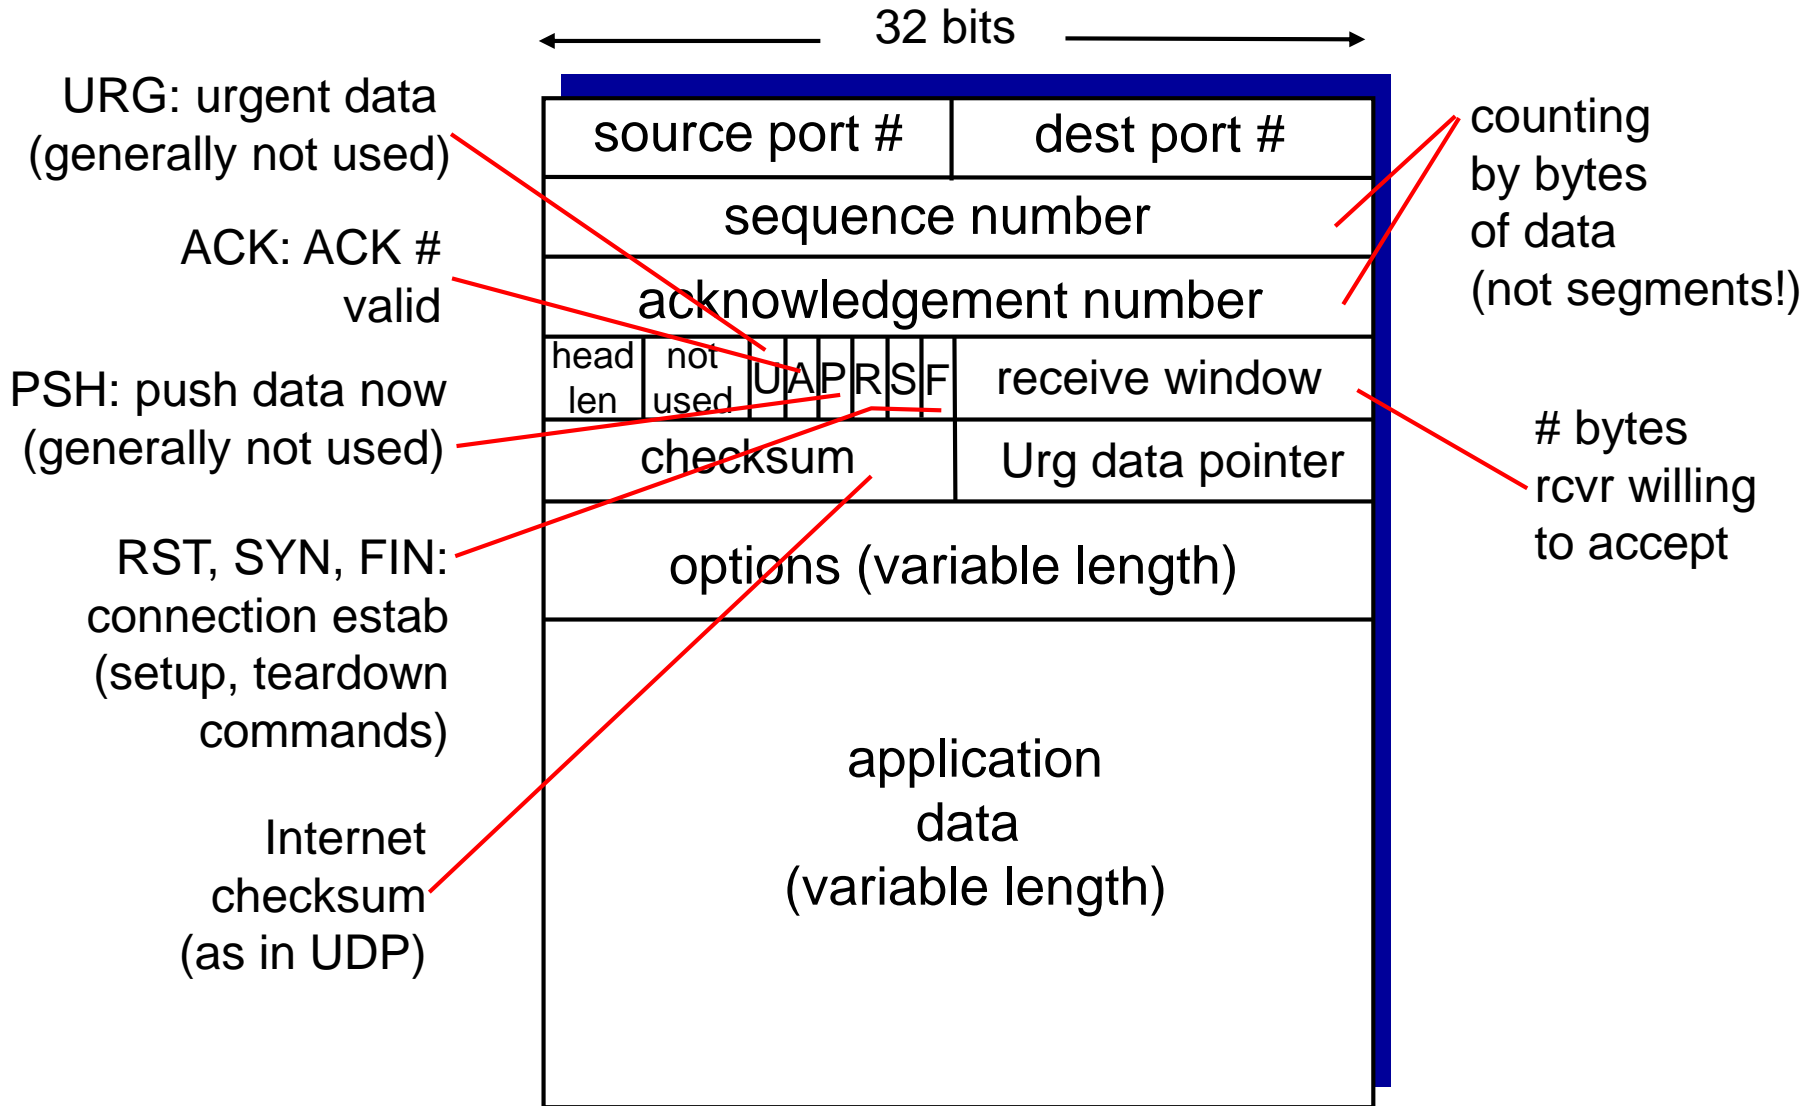 32 bits
URG: urgent data
(generally not used)
ACK: ACK #
valid
PSH: push data now
(generally not used)
RST, SYN, FIN:
connection estab
(setup, teardown
commands)
Internet
checksum
(as in UDP)
source port #
dest port #
sequence number
acknowledgement number
head
len
not
used
U
A
P
R
S
F
receive window
checksum
Urg data pointer
options (variable length)
application
data
(variable length)
counting
by bytes
of data
(not segments!)
# bytes
rcvr willing
to accept